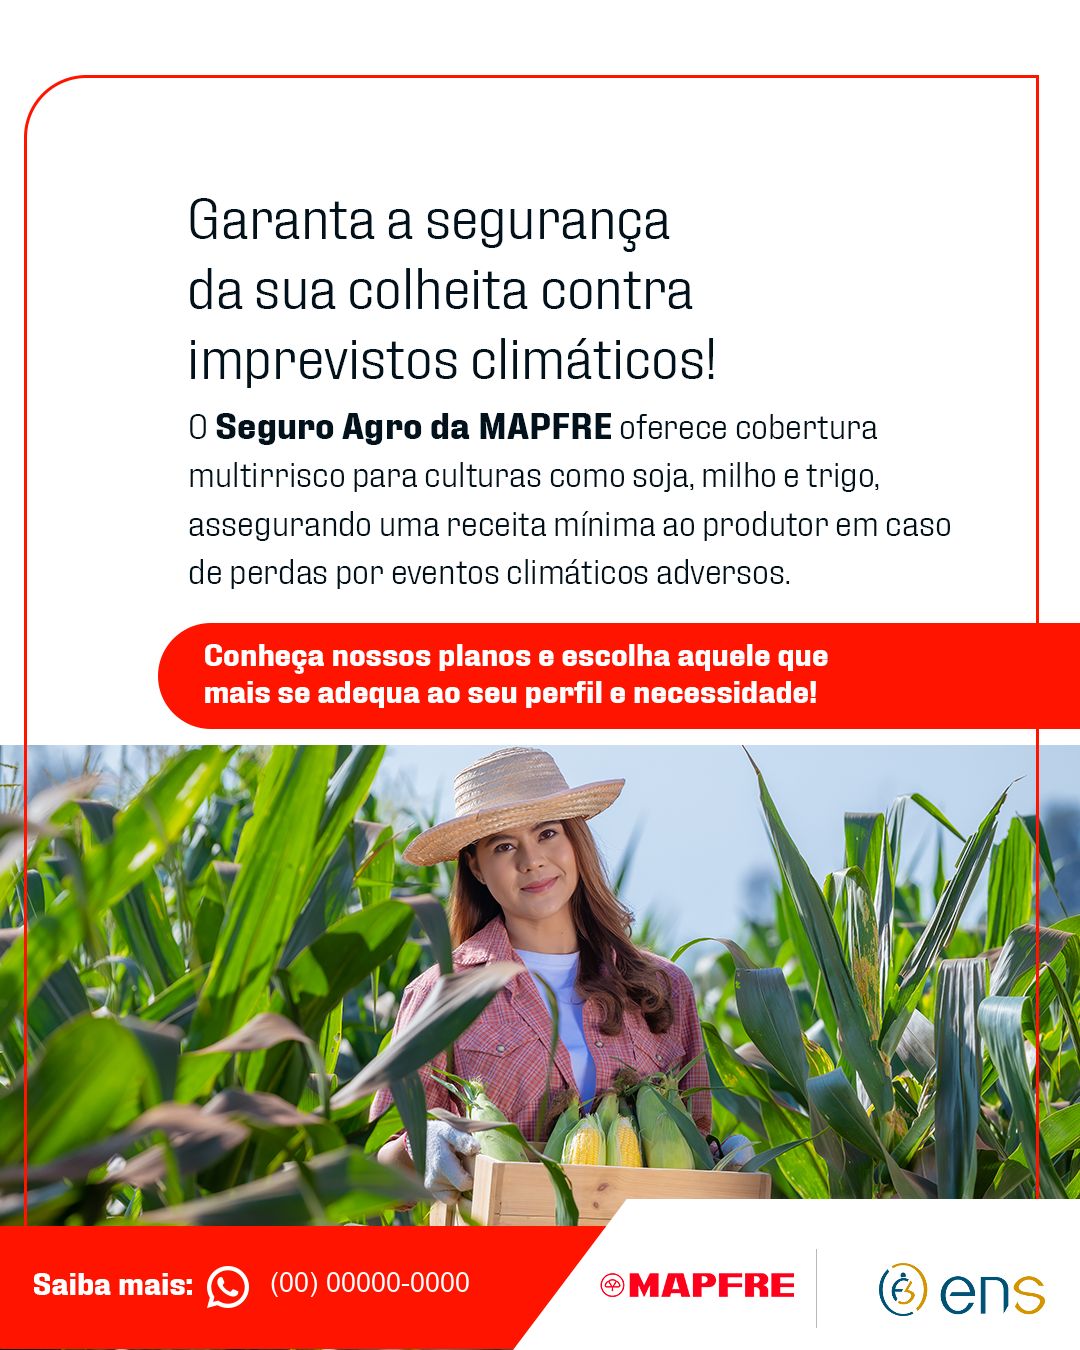 Garanta a segurança
da sua colheita contra
imprevistos climáticos!
O Seguro Agro da MAPFRE oferece cobertura
multirrisco para culturas como soja, milho e trigo,
assegurando uma receita mínima ao produtor em caso
de perdas por eventos climáticos adversos.
Conheça nossos planos e escolha aquele que
mais se adequa ao seu perfil e necessidade!
Saiba mais: (00) 00000-0000
MAPFRE
ens